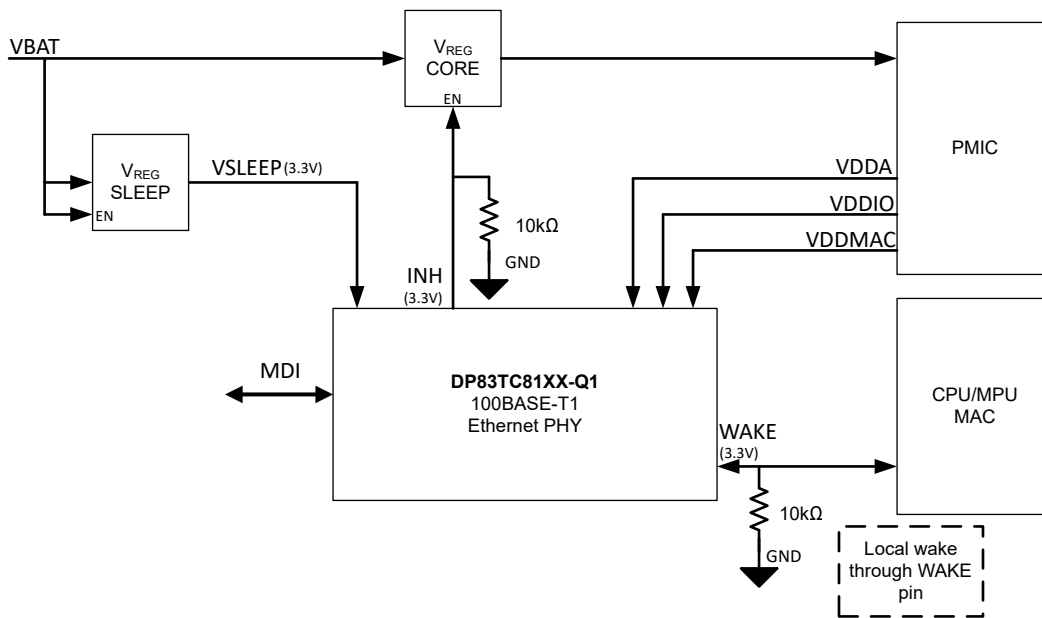 VBAT
VREG
CORE
EN
VREG
SLEEP
EN
VSLEEP (3.3V)
PMIC
VDDA
VDDIO
VDDMAC
10kΩ
GND
INH
(3.3V)
MDI
DP83TC81XX-Q1
100BASE-T1
Ethernet PHY
CPU/MPU
MAC
WAKE
(3.3V)
10kΩ
GND
Local wake
through WAKE
pin